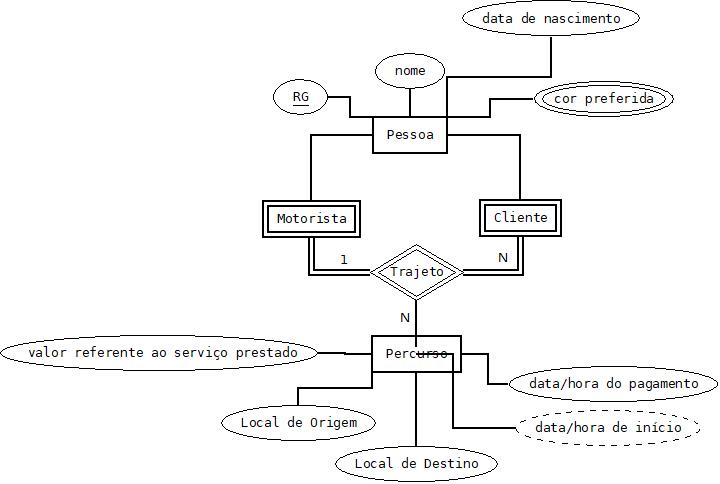 data de nascimento
nome
RG
cor preferida
Pessoa
Motorista
Cliente
1
Trajeto
N
N
valor referente ao serviço prestado
Percurso
data/hora do pagamento
Local de Origem
data/hora de início
Local de Destino